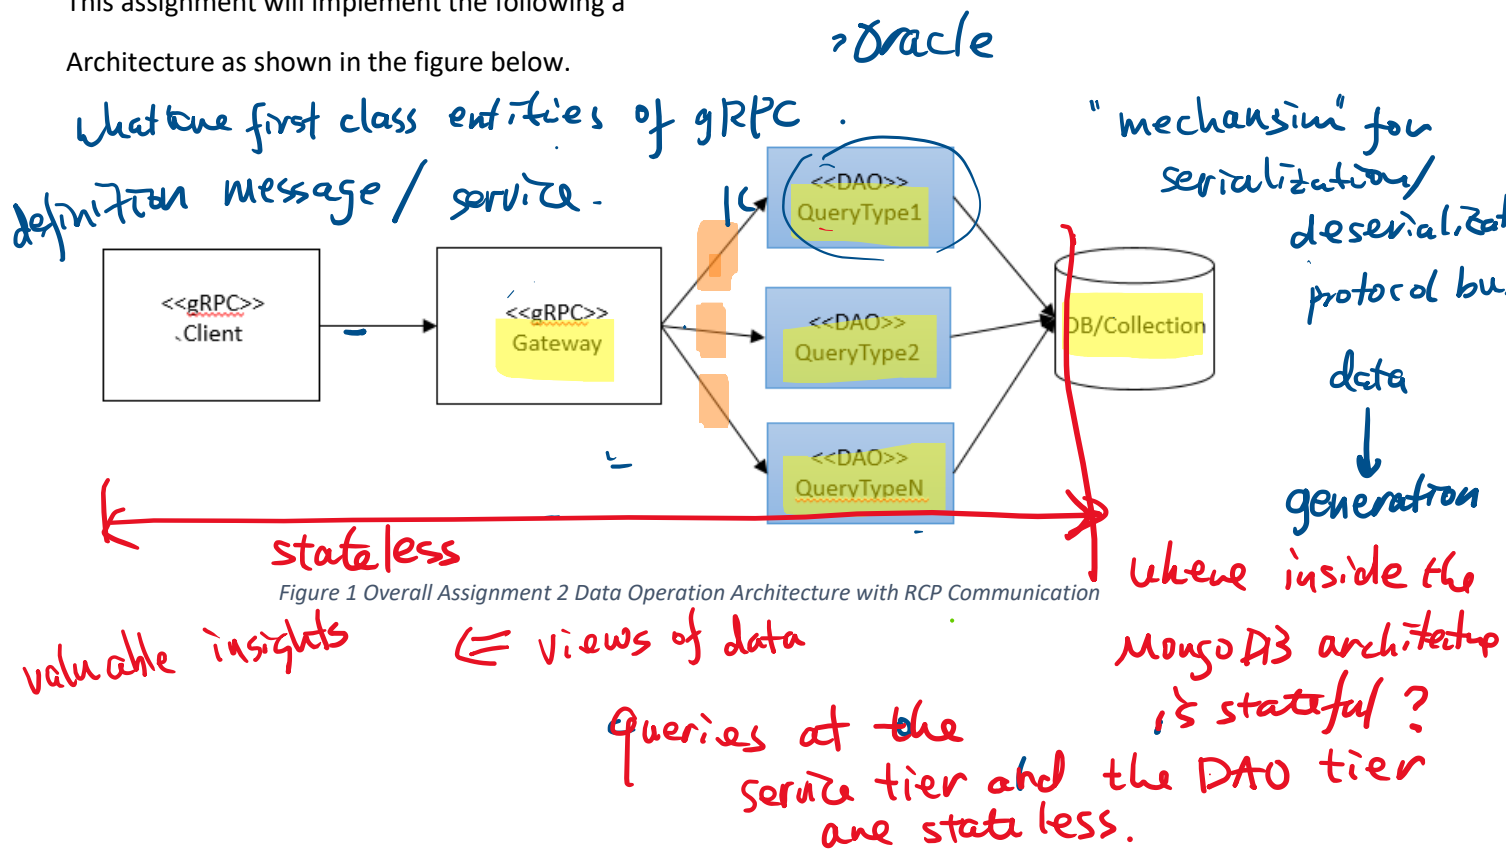 This assignment will implement the following a
Architecture as shown in the figure below.
oracle
what are first class entities of gRPC.
definition message / service.
"mechansim" for
serialization/
deserializat
protocol bu
data
generation
<<gRPC>>
Client
<<gRPC>>
Gateway
<<DAO>>
QueryType1
<<DAO>>
QueryType2
<<DAO>>
QueryTypeN
DB/Collection
stateless
Figure 1 Overall Assignment 2 Data Operation Architecture with RCP Communication
valuable insights
views of data
where inside the
MongoDB architecture
is stateful?
queries at the
service tier and the DAO tier
are stateless.